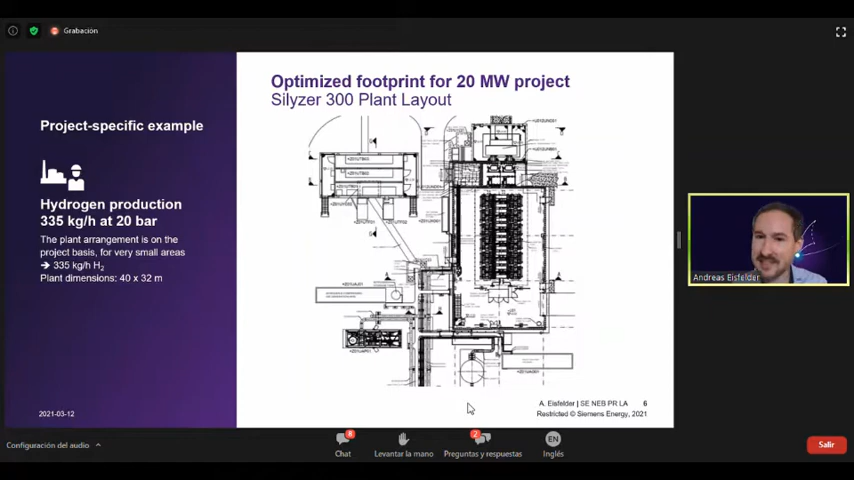 Grabación
Project-specific example
Hydrogen production
335 kg/h at 20 bar
The plant arrangement is on the
project basis, for very small areas
➔ 335 kg/h H2
Plant dimensions: 40 x 32 m
2021-03-12
Optimized footprint for 20 MW project
Silyzer 300 Plant Layout
A. Eisfelder | SE NEB PR LA 6
Restricted © Siemens Energy, 2021
Andreas Eisfelder
Configuración del audio
8
Chat
Levantar la mano
2
Preguntas y respuestas
EN
Inglés
Salir